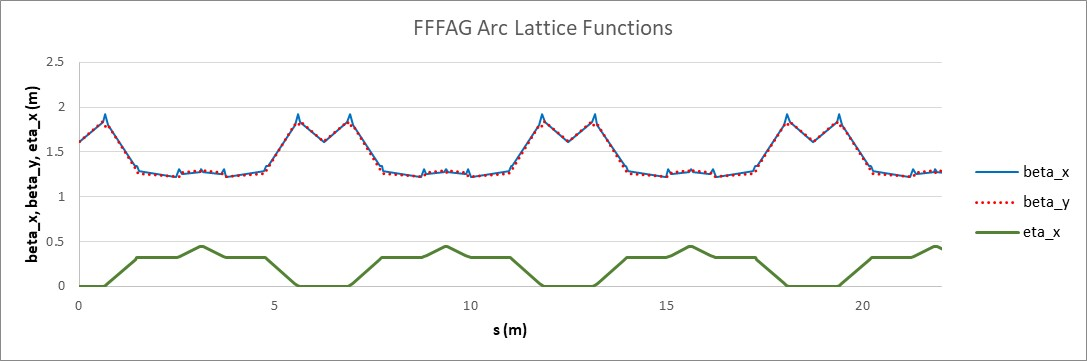 FFFAG Arc Lattice Functions
beta_x, beta_y, eta_x (m)
2.5
2
1.5
1
0.5
0
0 5 10 15 20
s (m)
beta_x
beta_y
eta_x